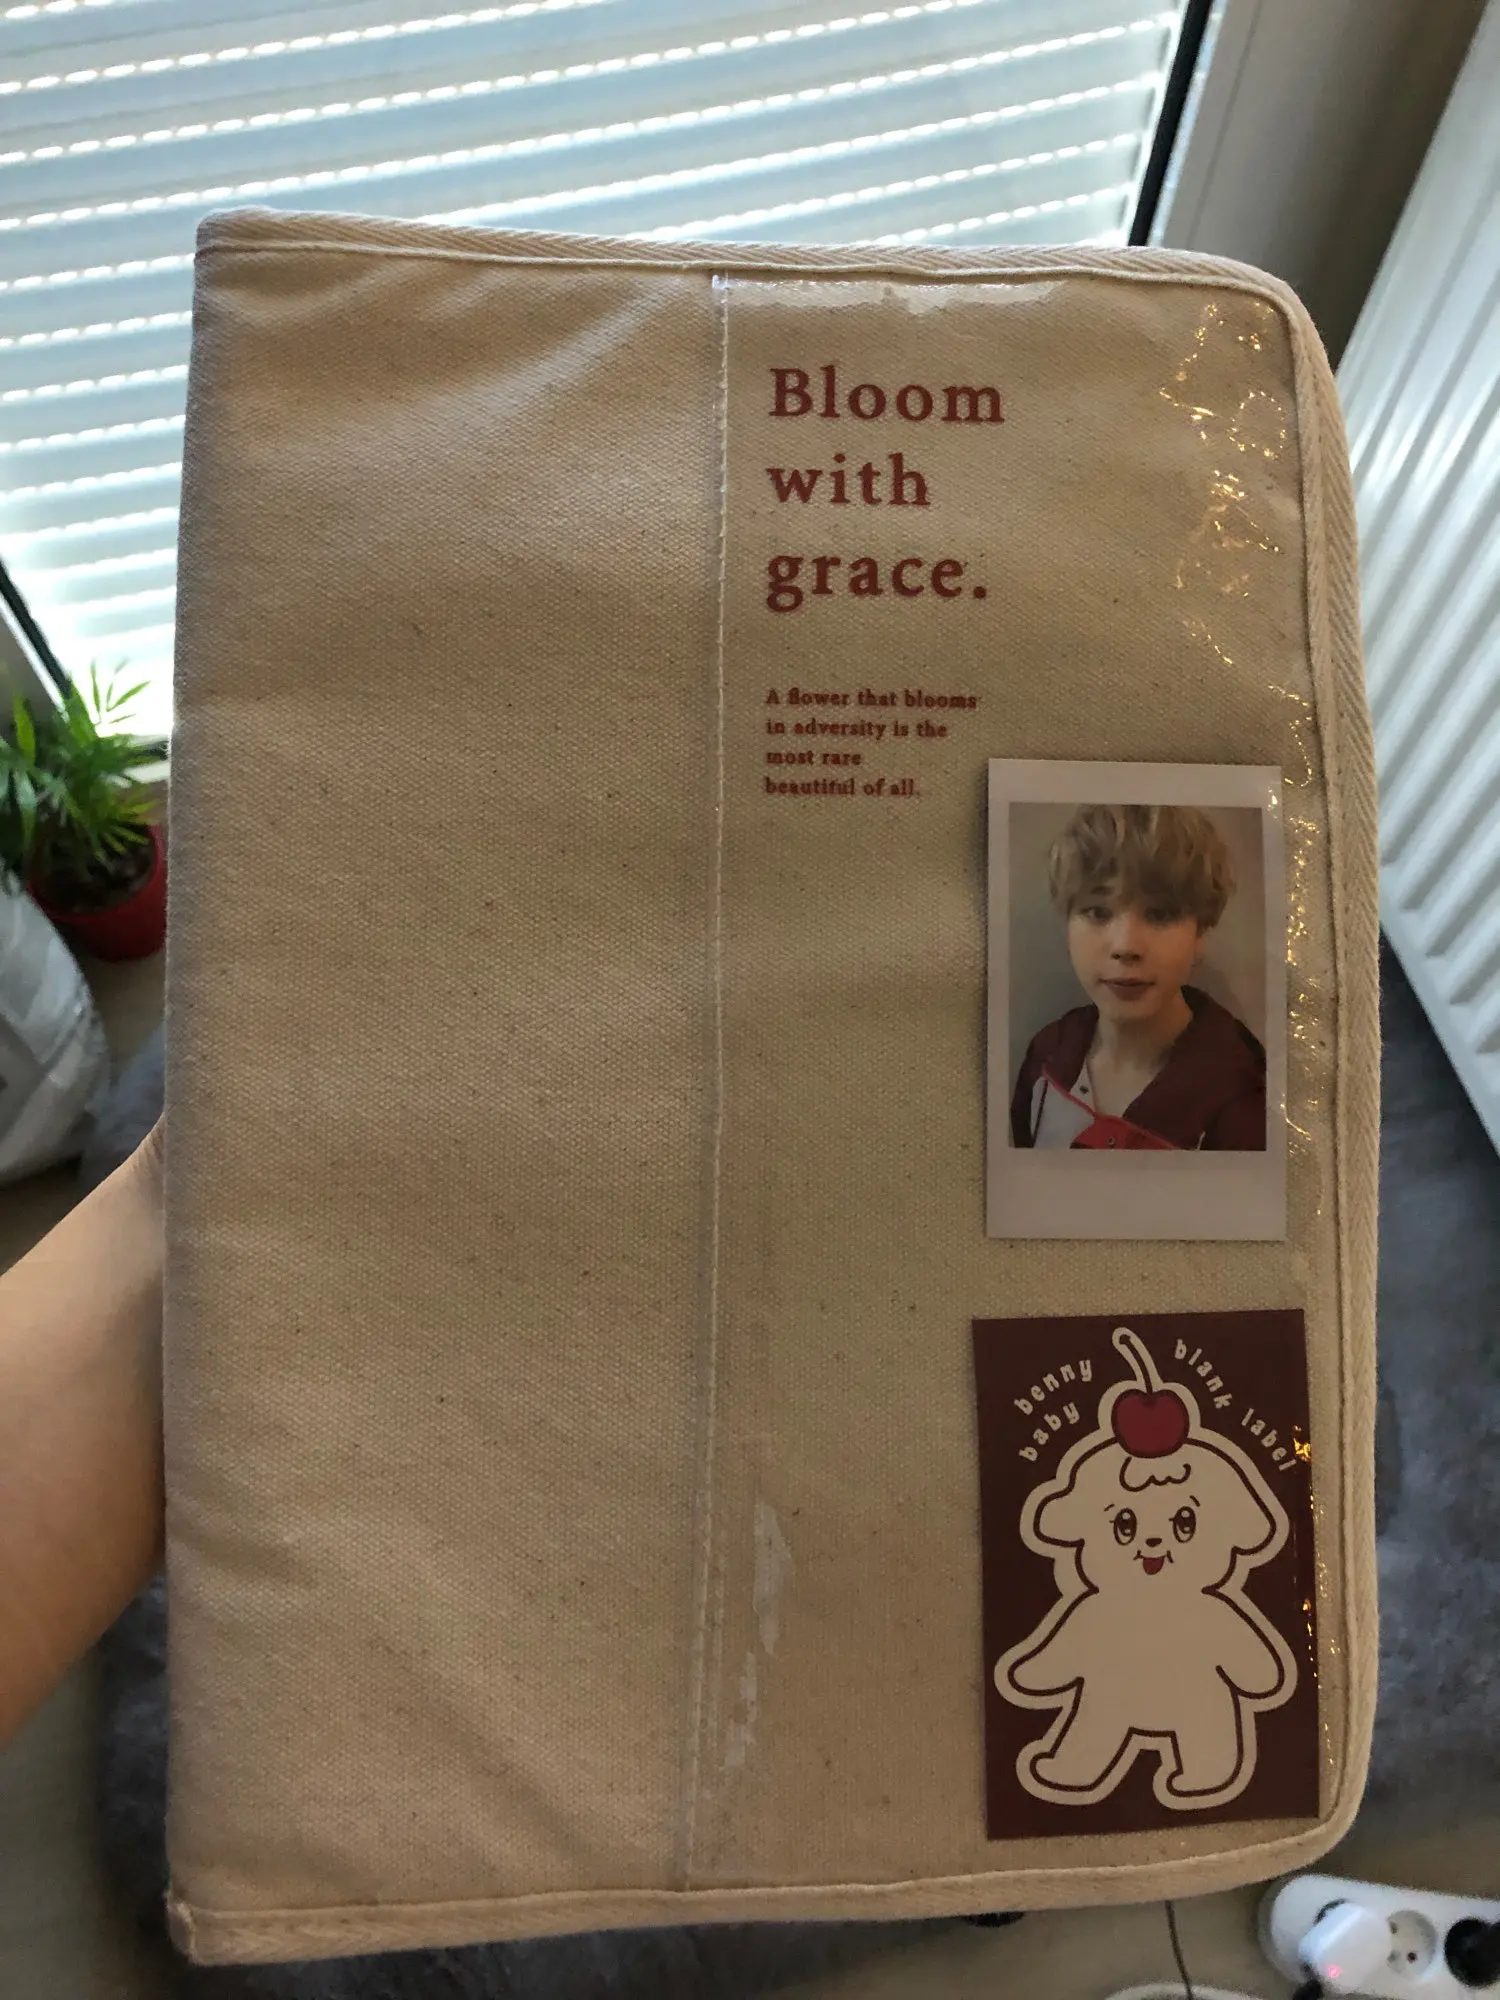 Bloom
with
grace.
A flower that blooms
in adversity is the
most rare
beautiful of all.
benny
baby
blank label